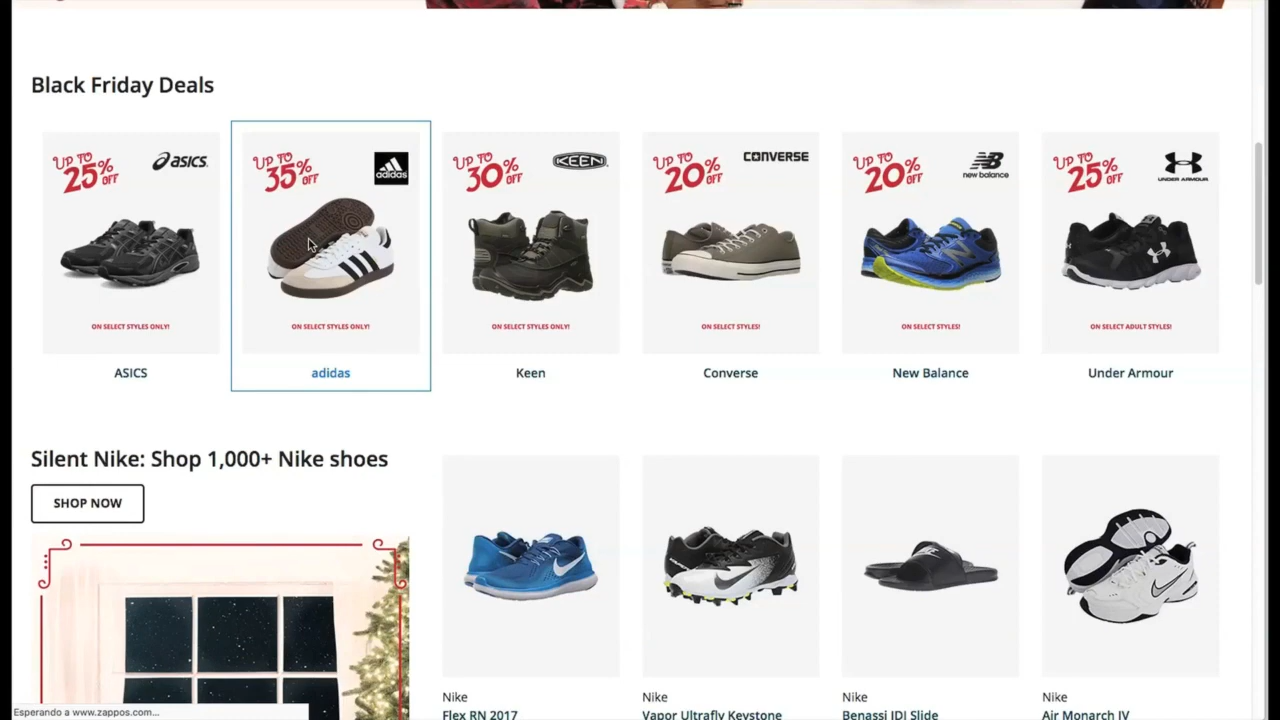 Black Friday Deals
UP TO 25% OFF
asics
UP TO 35% OFF
adidas
UP TO 30% OFF
KEEN
UP TO 20% OFF
CONVERSE
UP TO 20% OFF
NB
new balance
UP TO 25% OFF
UNDER ARMOUR
ON SELECT STYLES ONLY!
ON SELECT STYLES ONLY!
ON SELECT STYLES ONLY!
ON SELECT STYLES!
ON SELECT STYLES!
ON SELECT ADULT STYLES!
ASICS
adidas
Keen
Converse
New Balance
Under Armour
Silent Nike: Shop 1,000+ Nike shoes
SHOP NOW
Nike
Flex RN 2017
Nike
Vapor Ultrafly Keystone
Nike
Benassi JDI Slide
Nike
Air Monarch IV
Esperando a www.zappos.com...